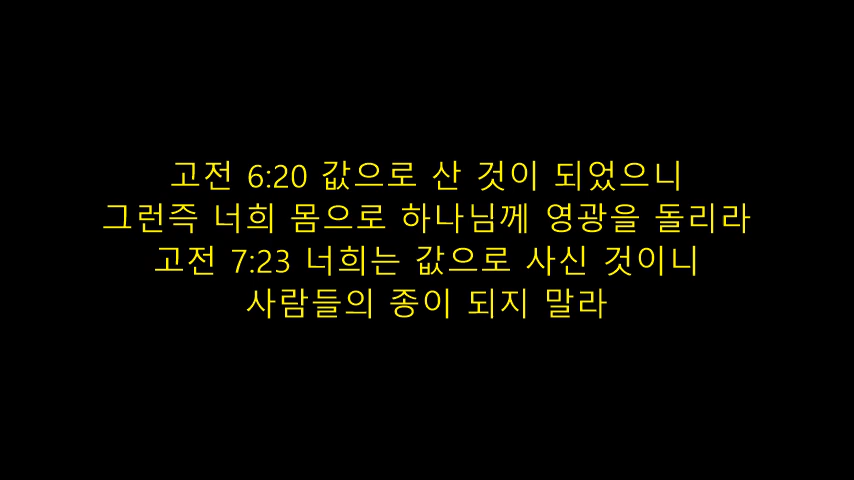 고전 6:20 값으로 산 것이 되었으니
그런즉 너희 몸으로 하나님께 영광을 돌리라
고전 7:23 너희는 값으로 사신 것이니
사람들의 종이 되지 말라